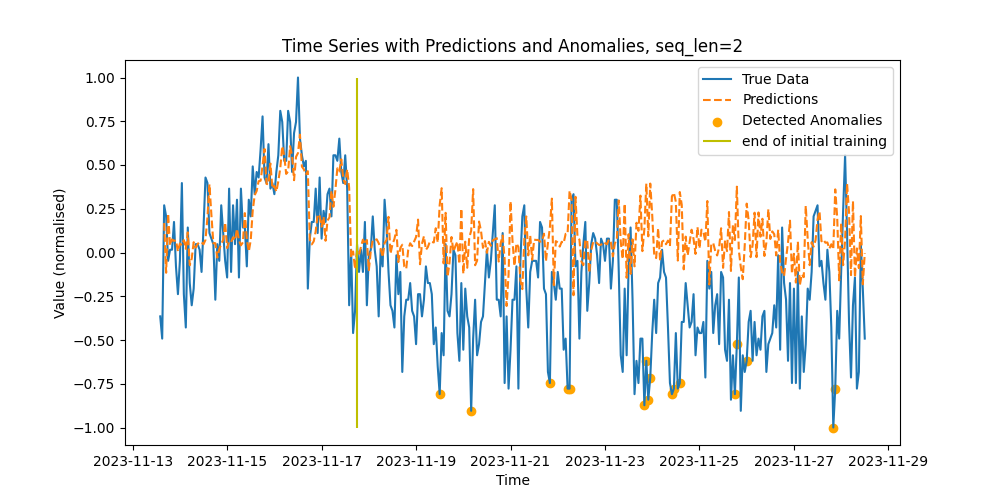 Time Series with Predictions and Anomalies, seq_len=2
True Data
Predictions
Detected Anomalies
end of initial training
Value (normalised)
1.00
0.75
0.50
0.25
0.00
−0.25
−0.50
−0.75
−1.00
2023-11-13 2023-11-15 2023-11-17 2023-11-19 2023-11-21 2023-11-23 2023-11-25 2023-11-27 2023-11-29
Time